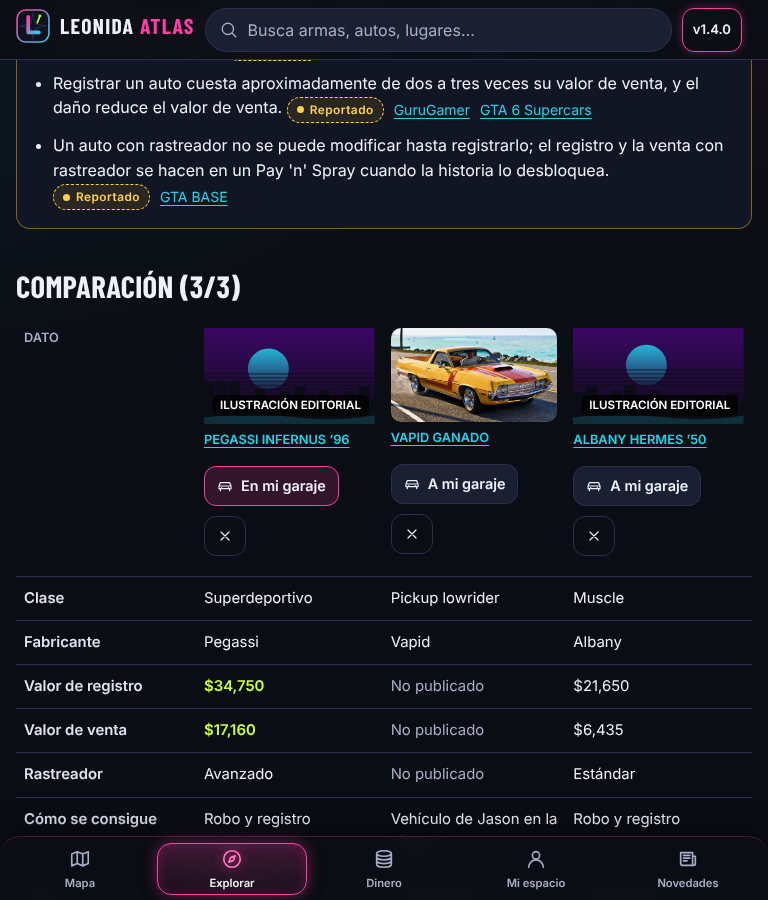 LEONIDA ATLAS
Busca armas, autos, lugares...
v1.4.0
Registrar un auto cuesta aproximadamente de dos a tres veces su valor de venta, y el
daño reduce el valor de venta. Reportado GuruGamer GTA 6 Supercars
Un auto con rastreador no se puede modificar hasta registrarlo; el registro y la venta con
rastreador se hacen en un Pay 'n' Spray cuando la historia lo desbloquea.
Reportado GTA BASE
COMPARACIÓN (3/3)
DATO
ILUSTRACIÓN EDITORIAL ILUSTRACIÓN EDITORIAL
PEGASSI INFERNUS ’96 VAPID GANADO ALBANY HERMES ’50
En mi garaje A mi garaje A mi garaje
Clase Superdeportivo Pickup lowrider Muscle
Fabricante Pegassi Vapid Albany
Valor de registro $34,750 No publicado $21,650
Valor de venta $17,160 No publicado $6,435
Rastreador Avanzado No publicado Estándar
Cómo se consigue Robo y registro Vehículo de Jason en la Robo y registro
Mapa Explorar Dinero Mi espacio Novedades